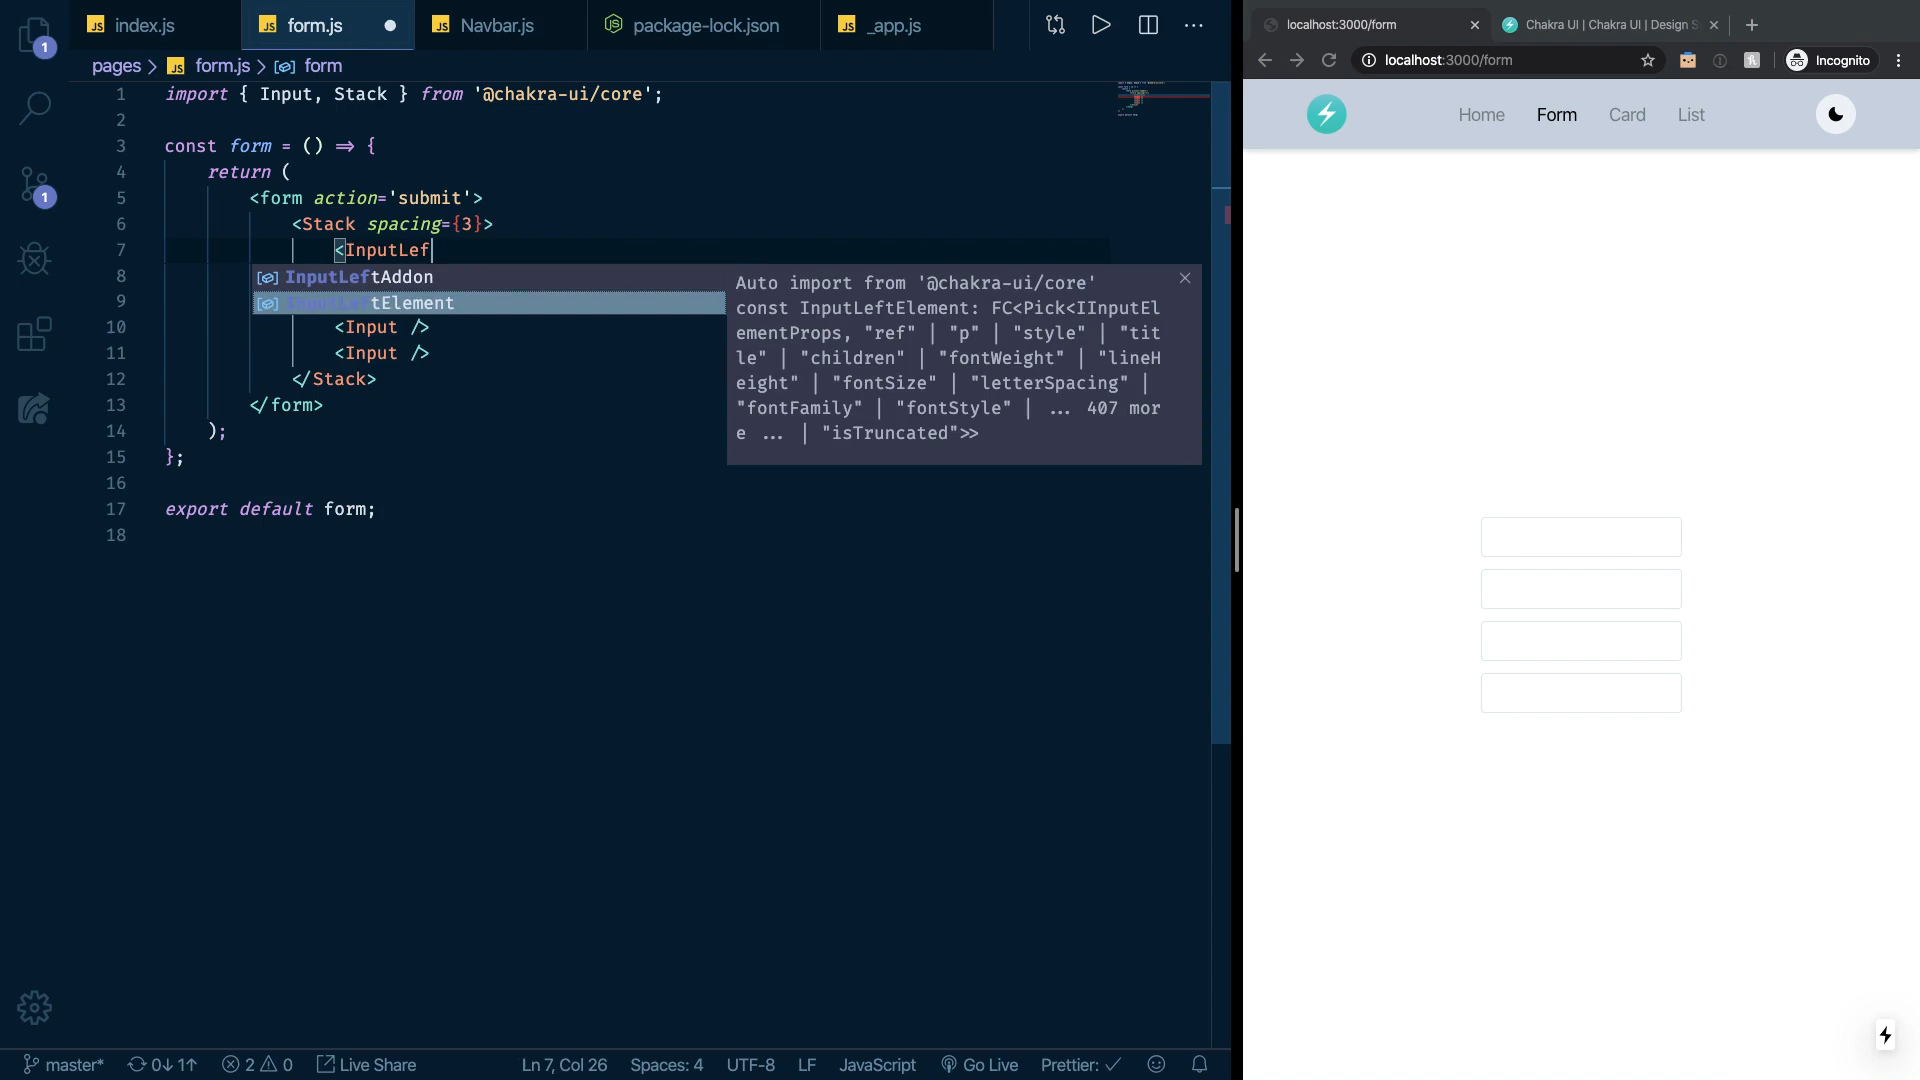 index.js
form.js
Navbar.js
package-lock.json
_app.js
pages > form.js > form
1 import { Input, Stack } from '@chakra-ui/core';
2
3 const form = () ⇒ {
4 return (
5 <form action='submit'>
6 <Stack spacing={3}>
7 <InputLef
8 InputLeftAddon
9 InputLeftElement
10 <Input />
11 <Input />
12 </Stack>
13 </form>
14 );
15 };
16
17 export default form;
18
Auto import from '@chakra-ui/core'
const InputLeftElement: FC<Pick<IInputEl
ementProps, "ref" | "p" | "style" | "tit
le" | "children" | "fontWeight" | "lineH
eight" | "fontSize" | "letterSpacing" |
"fontFamily" | "fontStyle" | ... 407 mor
e ... | "isTruncated">>
1
1
master* 0↓ 1↑ 2 0 Live Share Ln 7, Col 26 Spaces: 4 UTF-8 LF JavaScript Go Live Prettier: ✓
localhost:3000/form
Chakra UI | Chakra UI | Design S
localhost:3000/form
Incognito
Home Form Card List